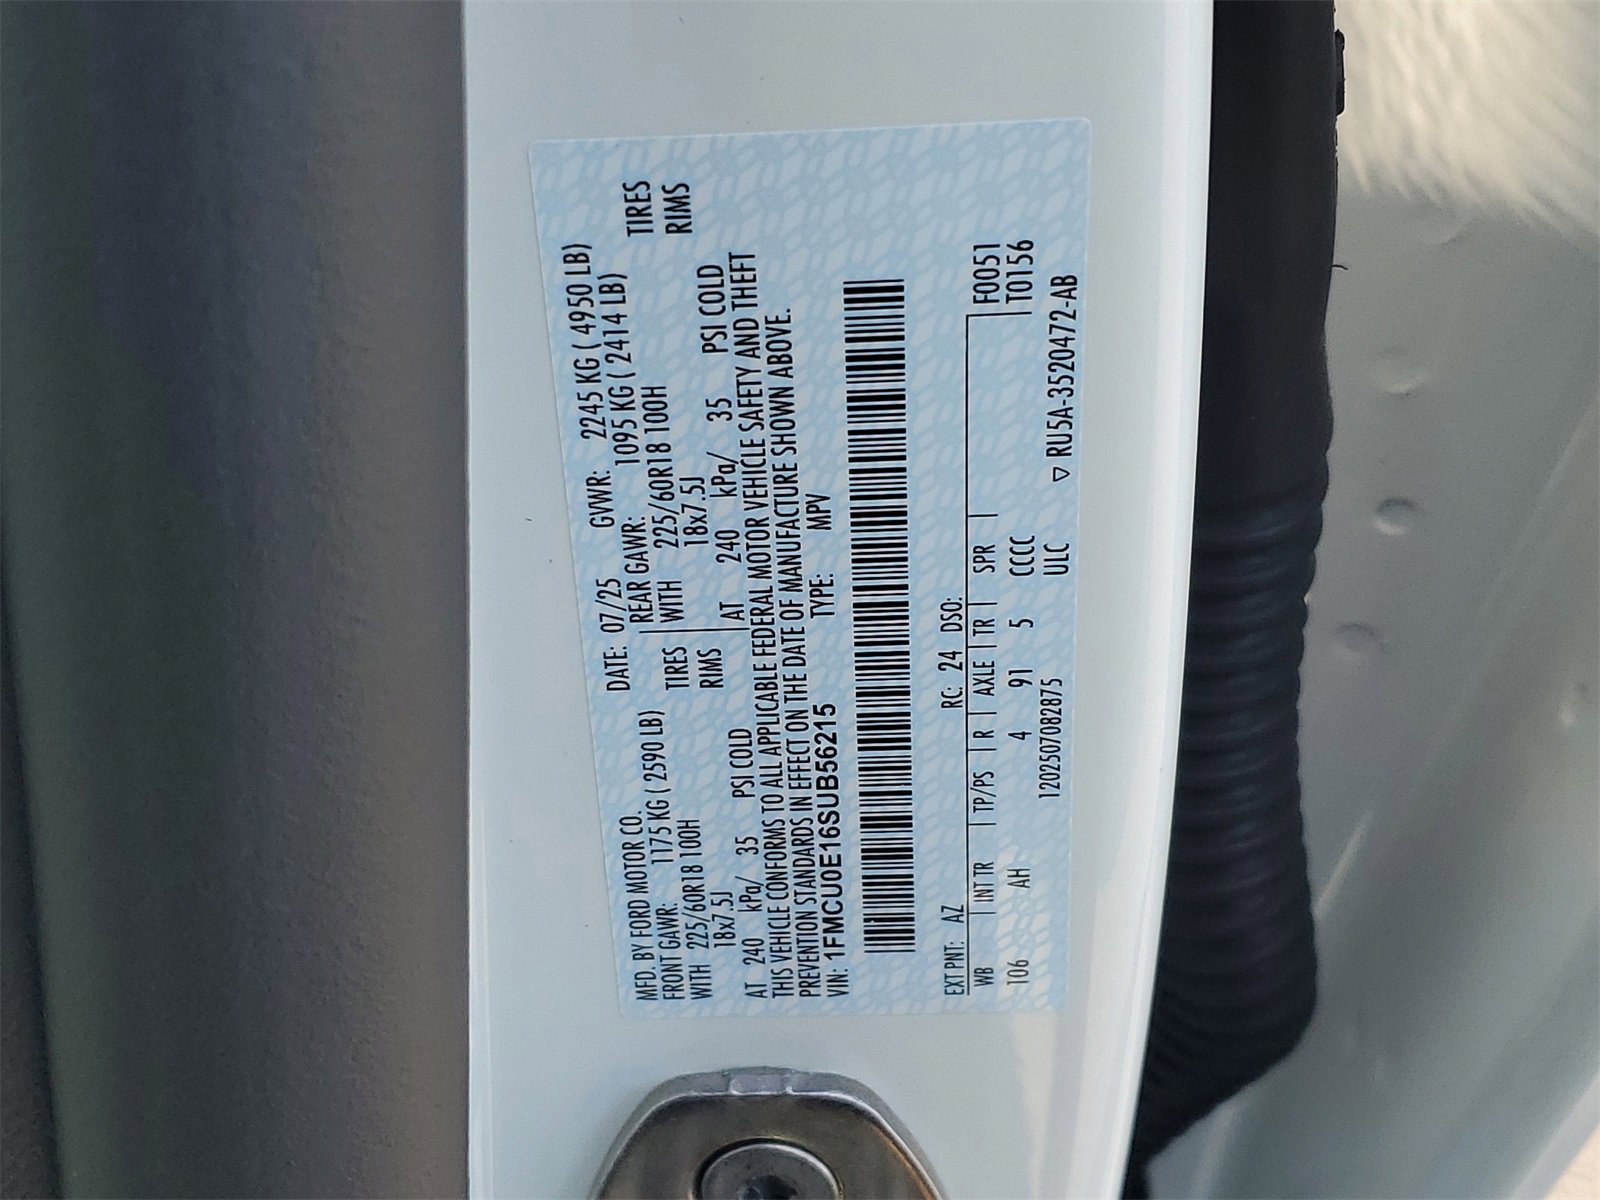 MFD. BY FORD MOTOR CO.
DATE: 07/25 GVWR: 2245 KG ( 4950 LB)
FRONT GAWR: 1175 KG ( 2590 LB)
REAR GAWR: 1095 KG ( 2414 LB)
WITH 225/60R18 100H TIRES
WITH 225/60R18 100H TIRES
18x7.5J RIMS
18x7.5J RIMS
AT 240 kPa/ 35 PSI COLD
AT 240 kPa/ 35 PSI COLD
THIS VEHICLE CONFORMS TO ALL APPLICABLE FEDERAL MOTOR VEHICLE SAFETY AND THEFT
PREVENTION STANDARDS IN EFFECT ON THE DATE OF MANUFACTURE SHOWN ABOVE.
VIN: 1FMCU0E16SUB56215 TYPE: MPV
EXT PNT: AZ RC: 24 DSO: F0051
WB INT TR TP/PS R AXLE TR SPR T0156
106 AH 4 91 5 CCCC
1202507082875 ULC ▽ RU5A-3520472-AB